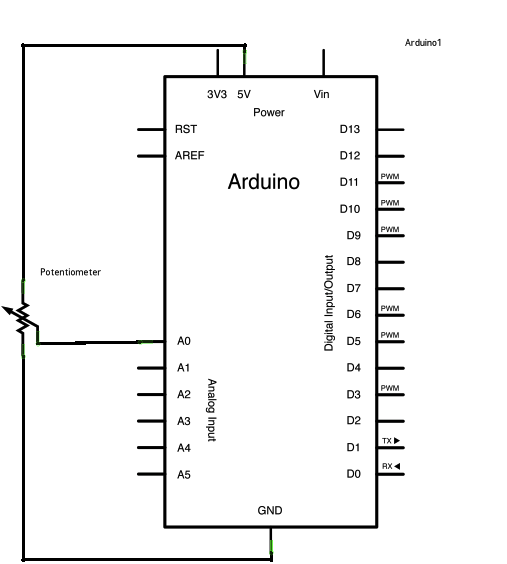 Arduino1
3V3 5V Vin
Power
RST
AREF
Arduino
D13
D12
D11 PWM
D10 PWM
D9 PWM
D8
D7
D6 PWM
D5 PWM
D4
D3 PWM
D2
D1 TX ▶
D0 RX ◀
Digital Input/Output
Potentiometer
A0
A1
A2
A3
A4
A5
Analog Input
GND